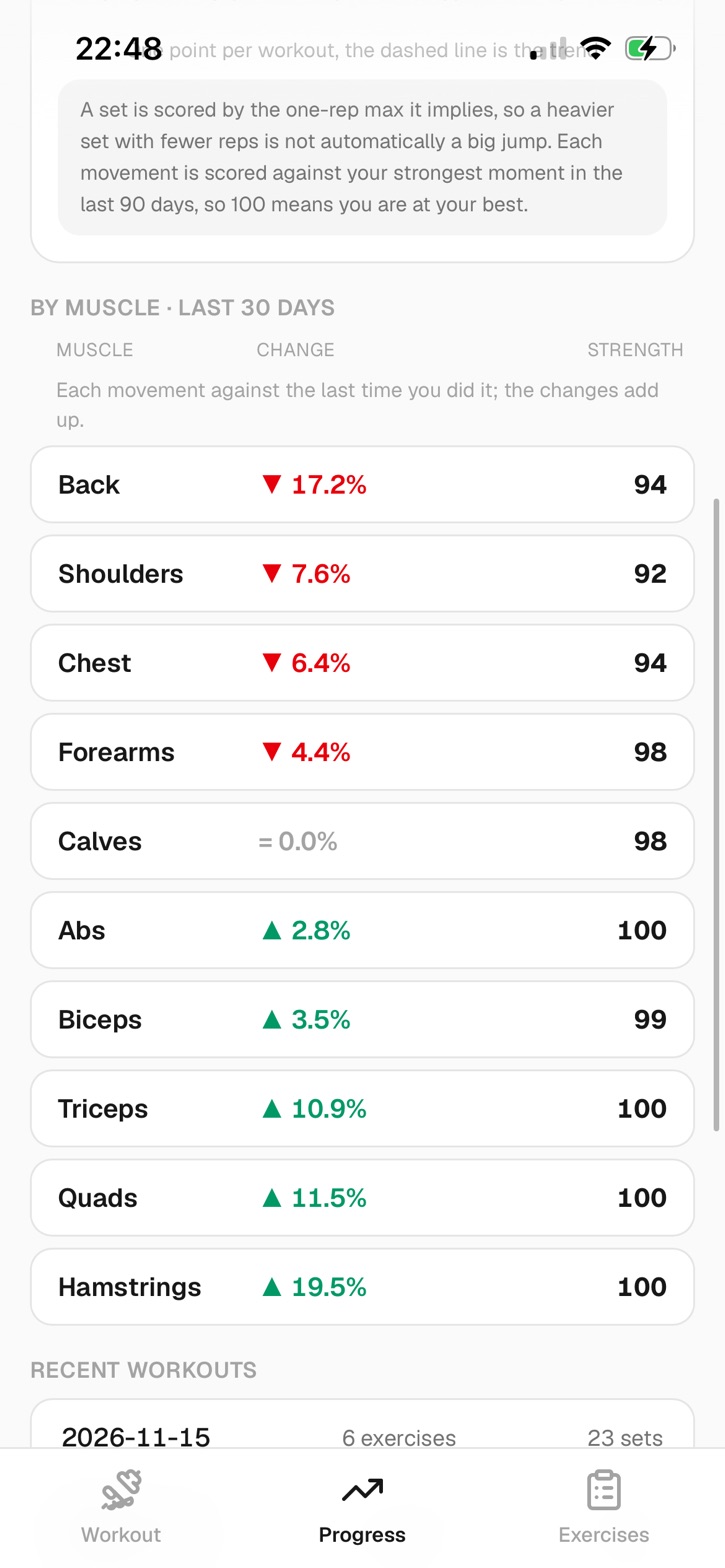 22:48
point per workout, the dashed line is the trend
A set is scored by the one-rep max it implies, so a heavier
set with fewer reps is not automatically a big jump. Each
movement is scored against your strongest moment in the
last 90 days, so 100 means you are at your best.
BY MUSCLE · LAST 30 DAYS
MUSCLE CHANGE STRENGTH
Each movement against the last time you did it; the changes add
up.
Back ▼ 17.2% 94
Shoulders ▼ 7.6% 92
Chest ▼ 6.4% 94
Forearms ▼ 4.4% 98
Calves = 0.0% 98
Abs ▲ 2.8% 100
Biceps ▲ 3.5% 99
Triceps ▲ 10.9% 100
Quads ▲ 11.5% 100
Hamstrings ▲ 19.5% 100
RECENT WORKOUTS
2026-11-15 6 exercises 23 sets
Workout Progress Exercises